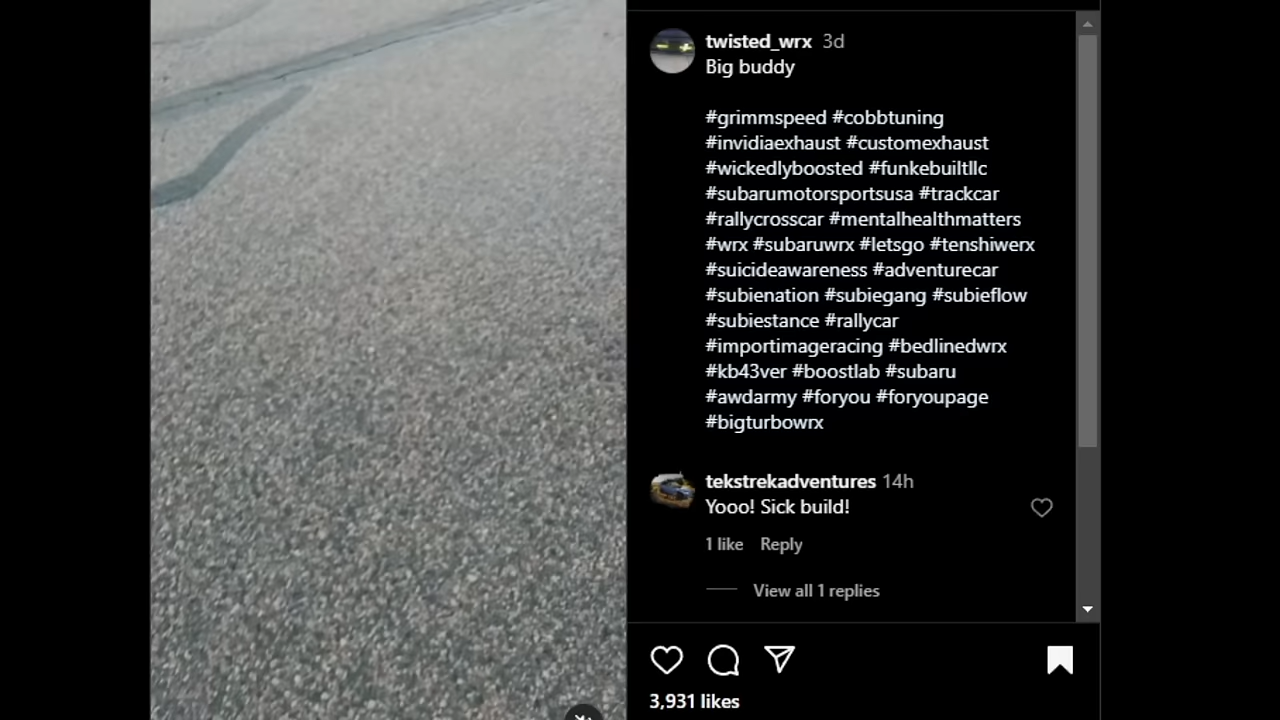 twisted_wrx 3d
Big buddy
#grimmspeed #cobbtuning
#invidiaexhaust #customexhaust
#wickedlyboosted #funkebuiltllc
#subarumotorsportsusa #trackcar
#rallycrosscar #mentalhealthmatters
#wrx #subaruwrx #letsgo #tenshiwerx
#suicideawareness #adventurecar
#subienation #subiegang #subieflow
#subiestance #rallycar
#importimageracing #bedlinedwrx
#kb43ver #boostlab #subaru
#awdarmy #foryou #foryoupage
#bigturbowrx
tekstrekadventures 14h
Yooo! Sick build!
1 like Reply
View all 1 replies
3,931 likes